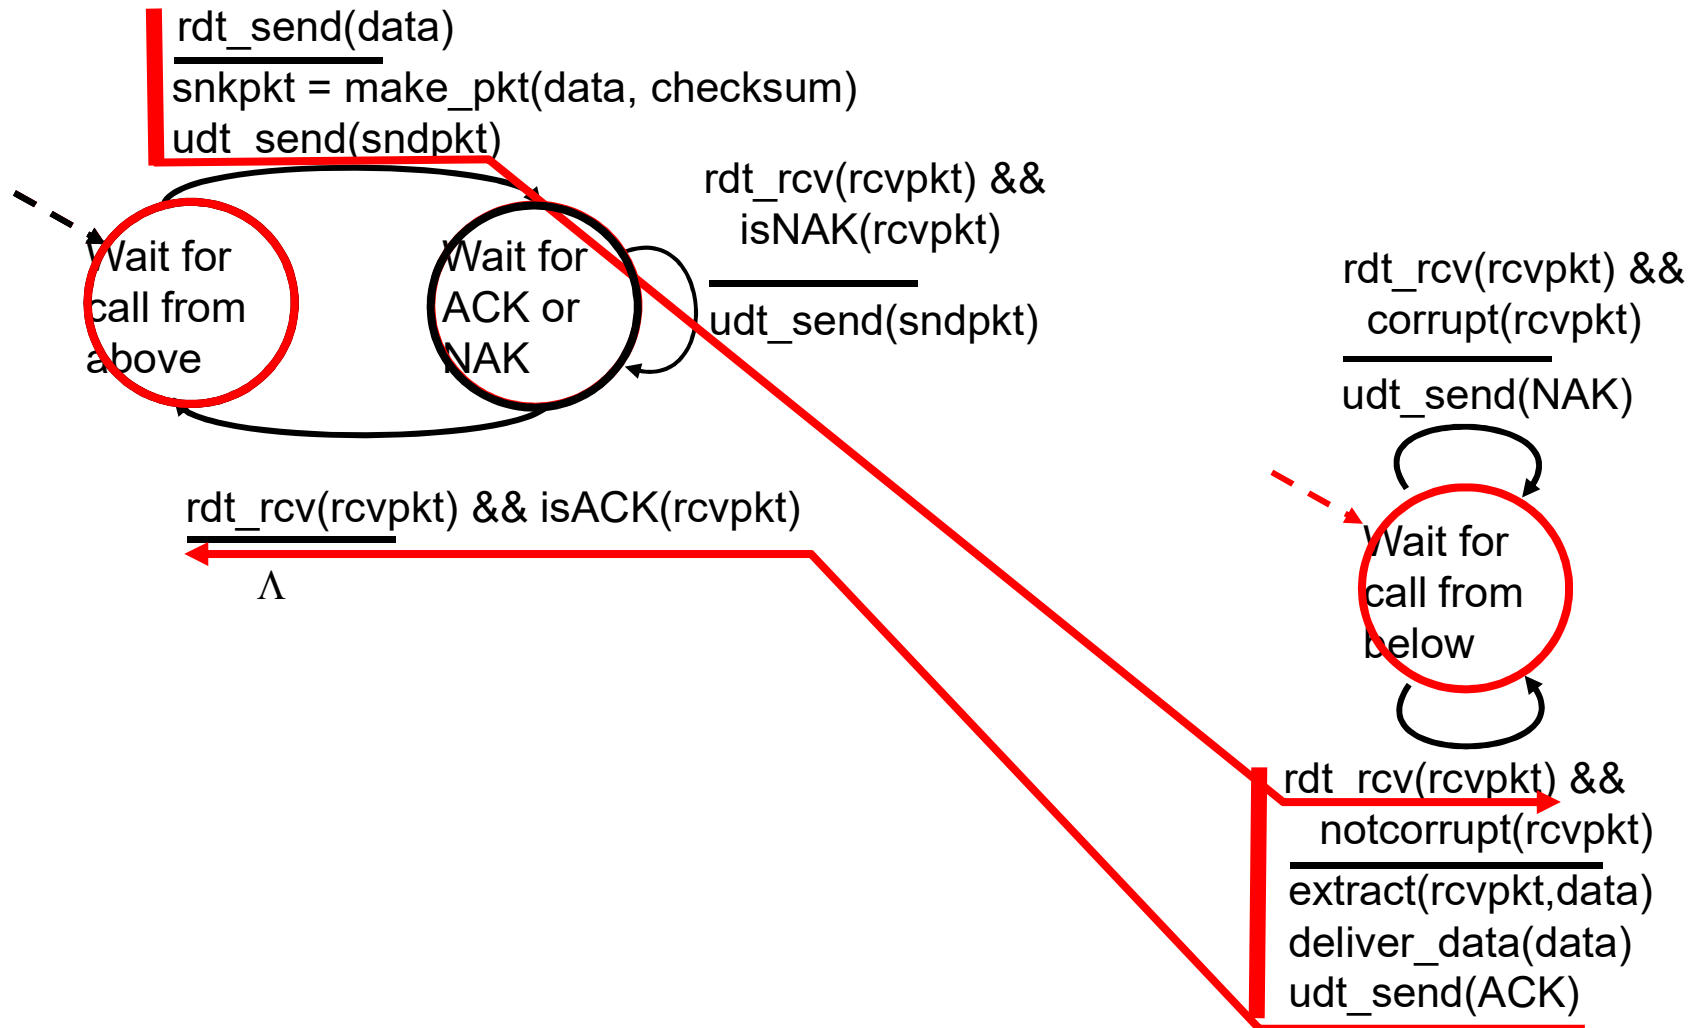 rdt_send(data)
snkpkt = make_pkt(data, checksum)
udt_send(sndpkt)
rdt_rcv(rcvpkt) &&
isNAK(rcvpkt)
udt_send(sndpkt)
Wait for
call from
above
Wait for
ACK or
NAK
rdt_rcv(rcvpkt) && isACK(rcvpkt)
Λ
rdt_rcv(rcvpkt) &&
corrupt(rcvpkt)
udt_send(NAK)
Wait for
call from
below
rdt_rcv(rcvpkt) &&
notcorrupt(rcvpkt)
extract(rcvpkt,data)
deliver_data(data)
udt_send(ACK)